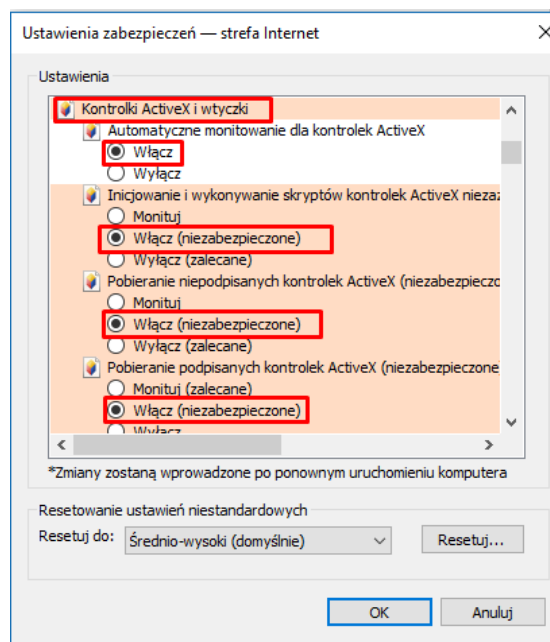 Ustawienia zabezpieczeń — strefa Internet
Ustawienia
Kontrolki ActiveX i wtyczki
Automatyczne monitowanie dla kontrolek ActiveX
Włącz
Wyłącz
Inicjowanie i wykonywanie skryptów kontrolek ActiveX niezaz
Monituj
Włącz (niezabezpieczone)
Wyłącz (zalecane)
Pobieranie niepodpisanych kontrolek ActiveX (niezabezpieczo
Monituj
Włącz (niezabezpieczone)
Wyłącz (zalecane)
Pobieranie podpisanych kontrolek ActiveX (niezabezpieczone
Monituj (zalecane)
Włącz (niezabezpieczone)
Wyłącz
*Zmiany zostaną wprowadzone po ponownym uruchomieniu komputera
Resetowanie ustawień niestandardowych
Resetuj do: Średnio-wysoki (domyślnie) Resetuj...
OK Anuluj